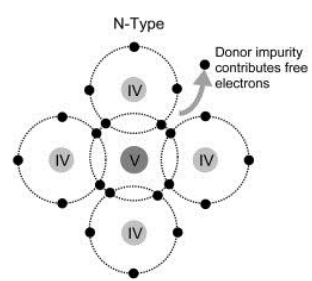 N-Type
Donor impurity
contributes free
electrons
IV
IV
V
IV
IV